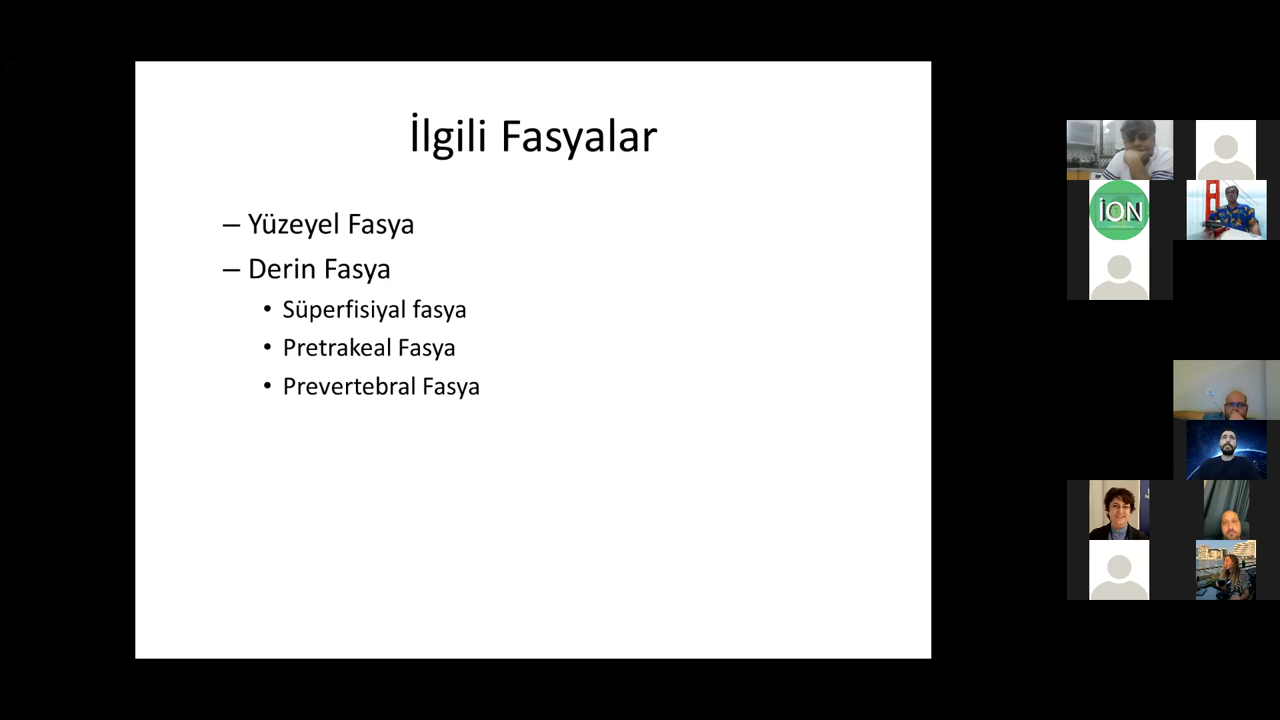 İlgili Fasyalar
– Yüzeyel Fasya
– Derin Fasya
• Süperfisiyal fasya
• Pretrakeal Fasya
• Prevertebral Fasya
İON